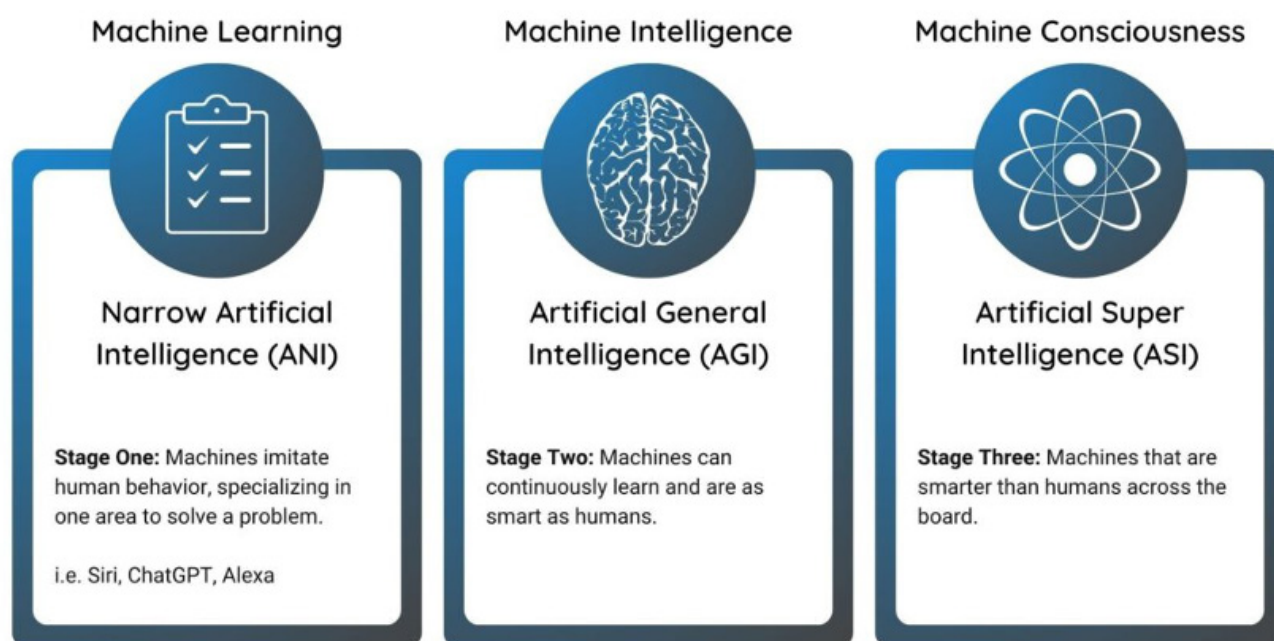 Machine Learning
Narrow Artificial
Intelligence (ANI)
Stage One: Machines imitate
human behavior, specializing in
one area to solve a problem.
i.e. Siri, ChatGPT, Alexa
Machine Intelligence
Artificial General
Intelligence (AGI)
Stage Two: Machines can
continuously learn and are as
smart as humans.
Machine Consciousness
Artificial Super
Intelligence (ASI)
Stage Three: Machines that are
smarter than humans across the
board.